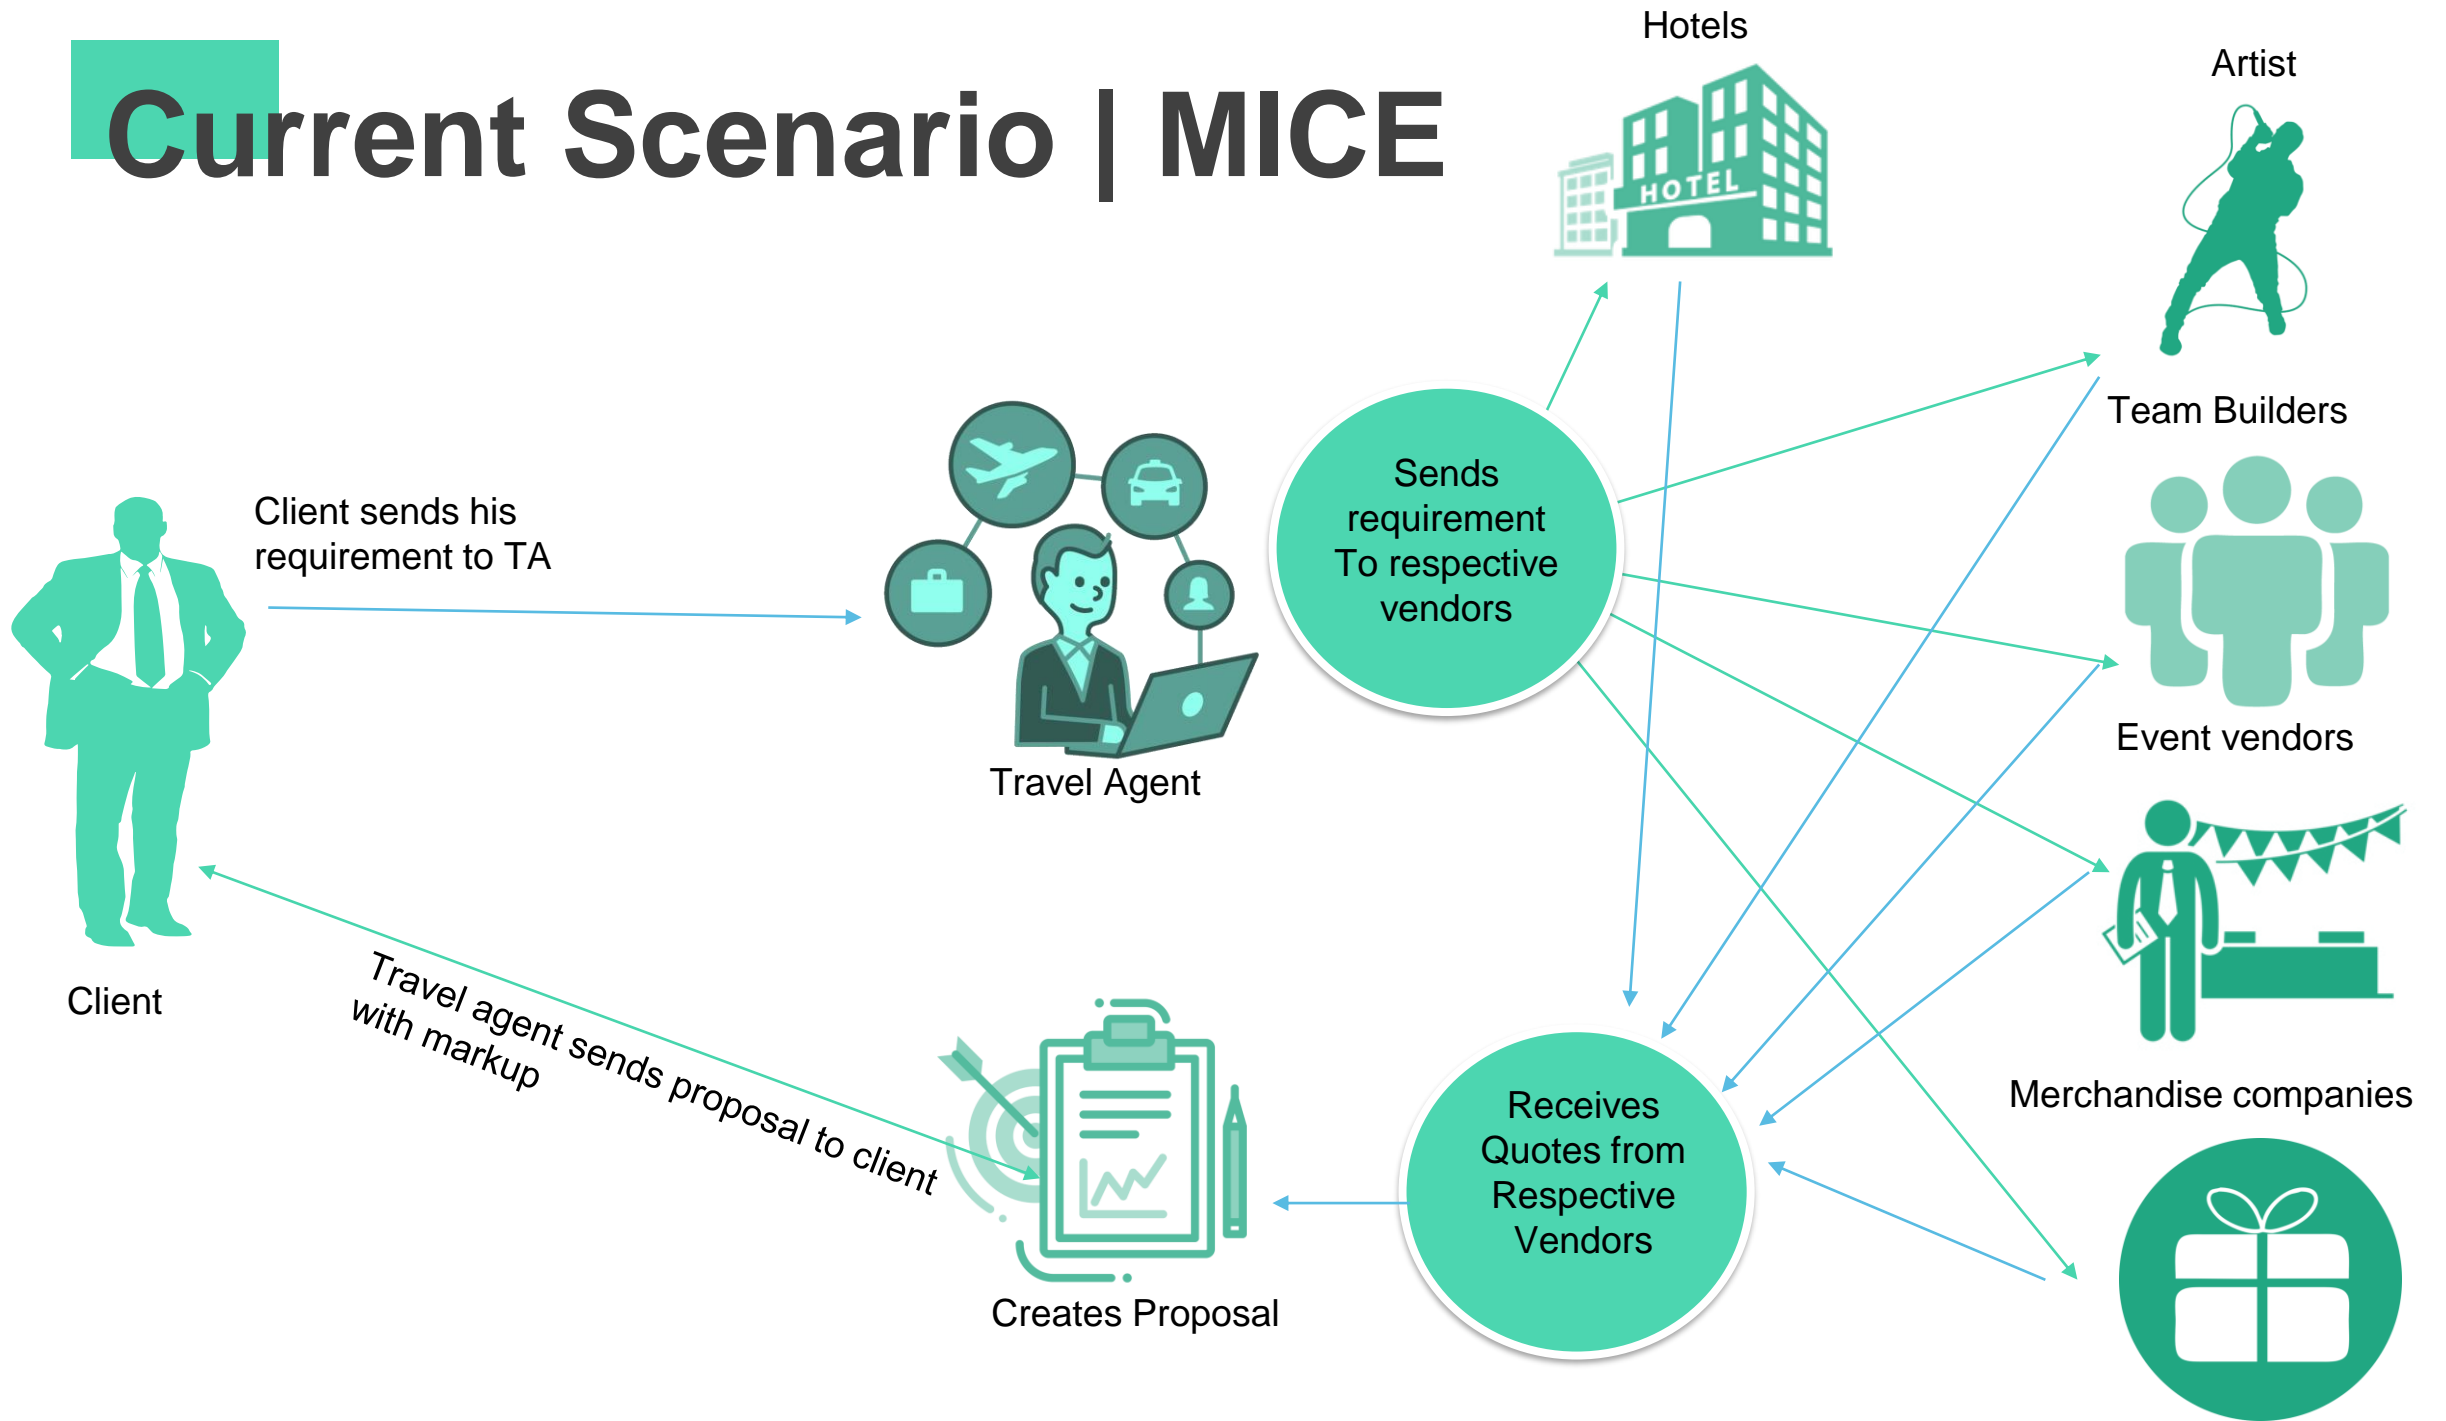 Current Scenario | MICE
Hotels
HOTEL
Artist
Team Builders
Client sends his
requirement to TA
Sends
requirement
To respective
vendors
Event vendors
Travel Agent
Client
Travel agent sends proposal to client
with markup
Merchandise companies
Receives
Quotes from
Respective
Vendors
Creates Proposal